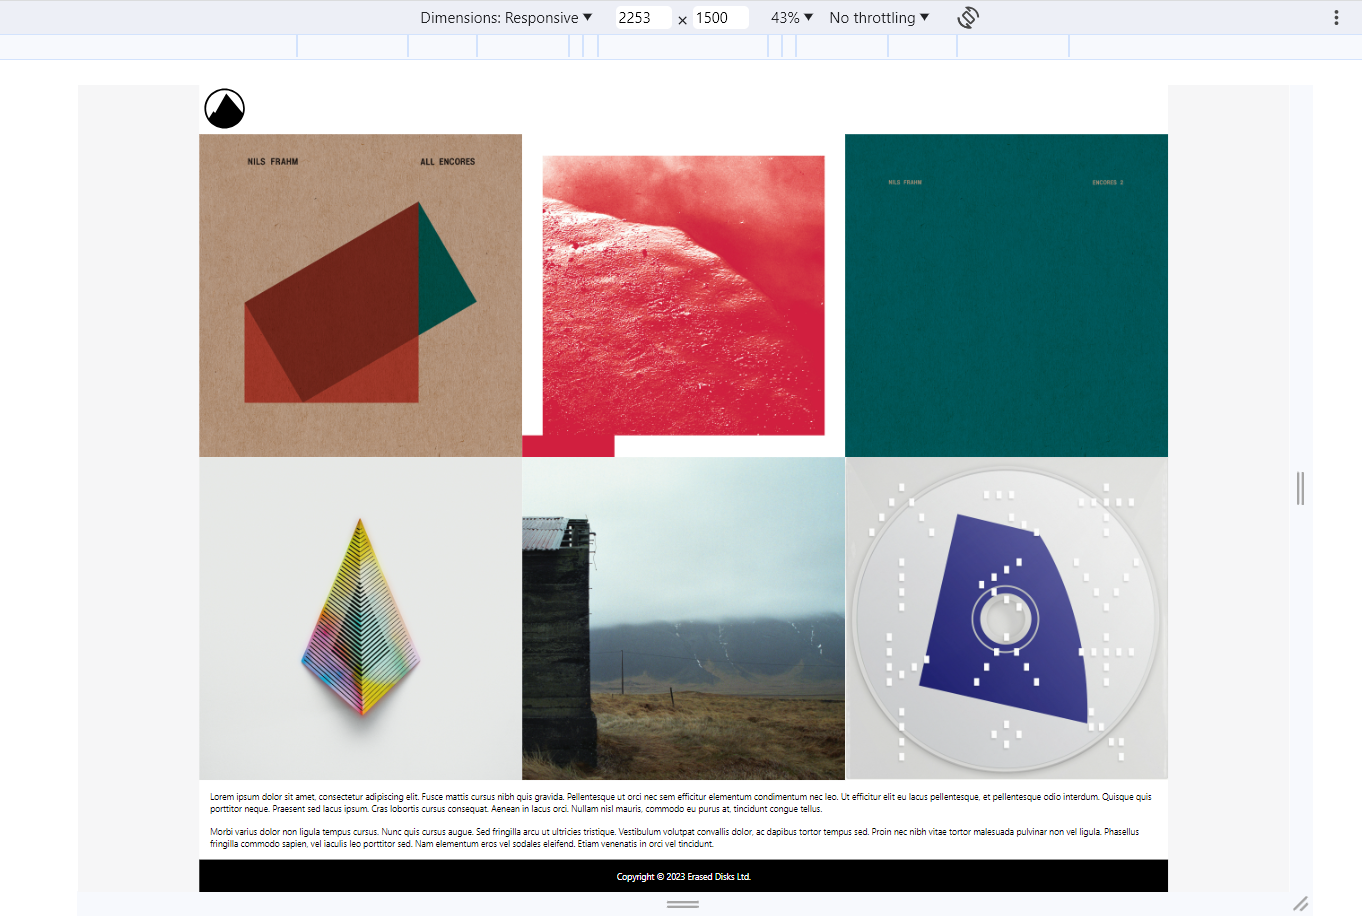 Dimensions: Responsive 2253 × 1500 43% No throttling
NILS FRAHM ALL ENCORES
NILS FRAHM ENCORES 2
Lorem ipsum dolor sit amet, consectetur adipiscing elit. Fusce mattis cursus nibh quis gravida. Pellentesque ut orci nec sem efficitur elementum condimentum nec leo. Ut efficitur elit eu lacus pellentesque, et pellentesque odio interdum. Quisque quis
porttitor neque. Praesent sed lacus ipsum. Cras lobortis cursus consequat. Aenean in lacus orci. Nullam nisl mauris, commodo eu purus at, tincidunt congue tellus.
Morbi varius dolor non ligula tempus cursus. Nunc quis cursus augue. Sed fringilla arcu ut ultricies tristique. Vestibulum volutpat convallis dolor, ac dapibus tortor tempus sed. Proin nec nibh vitae tortor malesuada pulvinar non vel ligula. Phasellus
fringilla commodo sapien, vel iaculis leo porttitor sed. Nam elementum eros vel sodales eleifend. Etiam venenatis in orci vel tincidunt.
Copyright © 2023 Erased Disks Ltd.